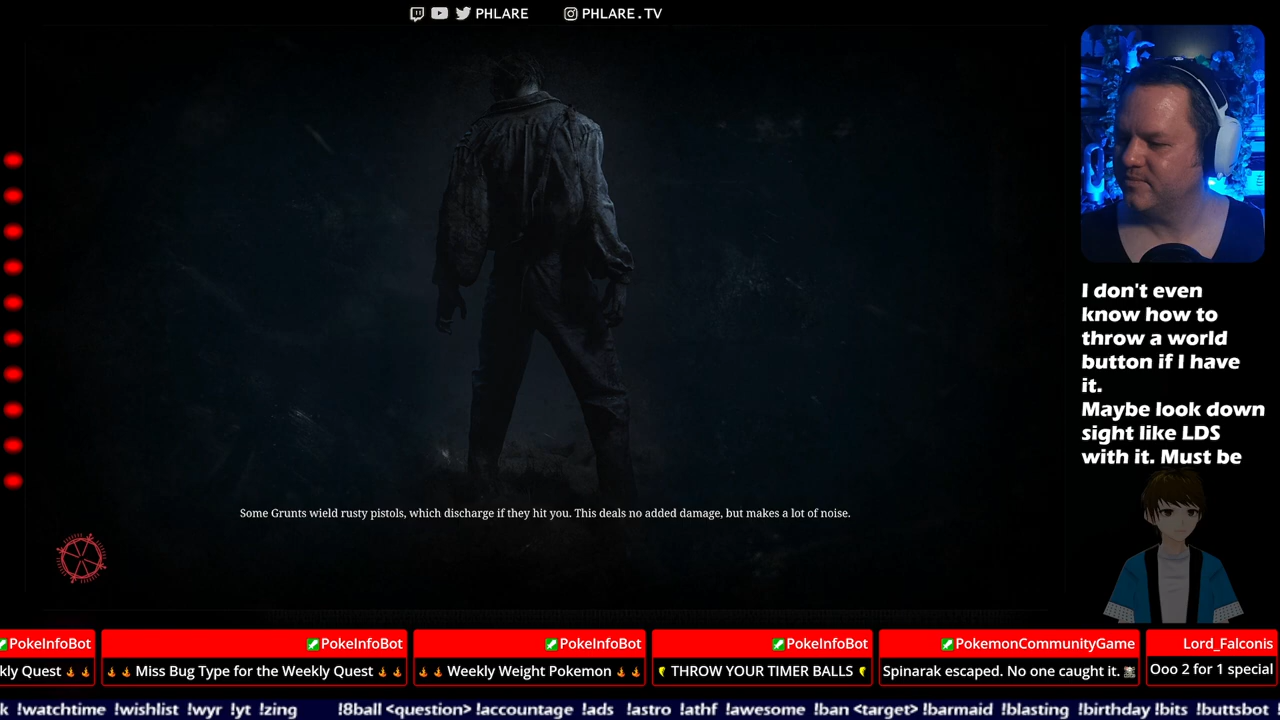 PHLARE PHLARE.TV
I don't even
know how to
throw a world
button if I have
it.
Maybe look down
sight like LDS
with it. Must be
Some Grunts wield rusty pistols, which discharge if they hit you. This deals no added damage, but makes a lot of noise.
PokeInfoBot PokeInfoBot PokeInfoBot PokeInfoBot PokemonCommunityGame Lord_Falconis
kly Quest Miss Bug Type for the Weekly Quest Weekly Weight Pokemon THROW YOUR TIMER BALLS Spinarak escaped. No one caught it. Ooo 2 for 1 special
k !watchtime !wishlist !wyr !yt !zing !8ball <question> !accountage !ads !astro !athf !awesome !ban <target> !barmaid !birthday !bits !blasting !buttsbot